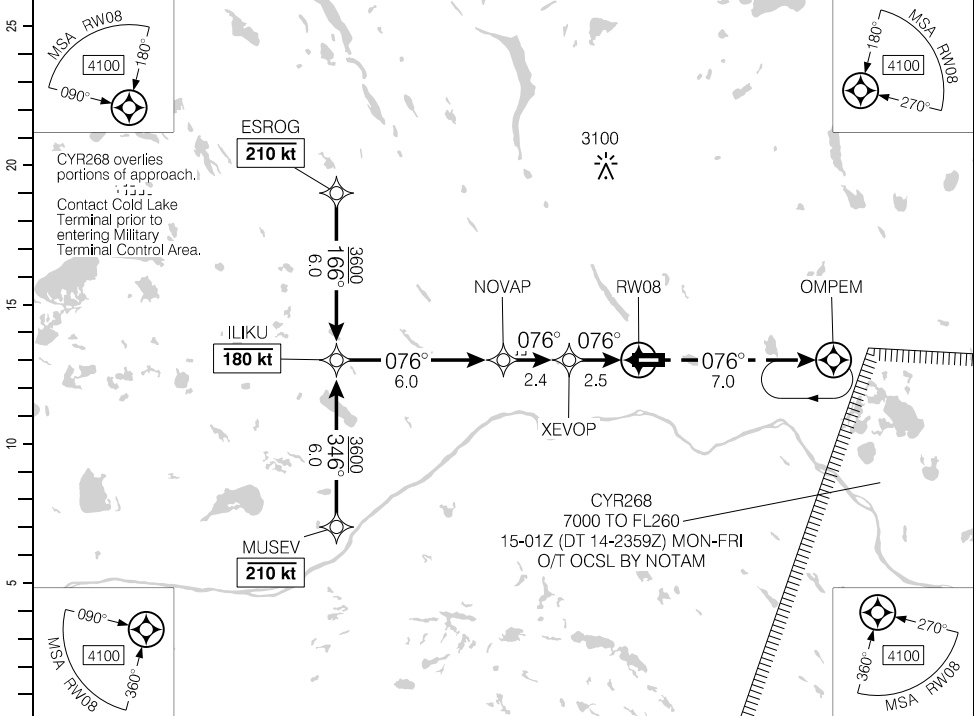 25
20
15
10
5
MSA RW08
4100
180°
090°
MSA RW08
180°
4100
270°
CYR268 overlies
portions of approach.
Contact Cold Lake
Terminal prior to
entering Military
Terminal Control Area.
ESROG
210 kt
3100
3600
166°
6.0
NOVAP
RW08
OMPEM
ILIKU
180 kt
076°
6.0
076°
2.4
076°
2.5
076°
7.0
XEVOP
3600
346°
6.0
MUSEV
210 kt
CYR268
7000 TO FL260
15-01Z (DT 14-2359Z) MON-FRI
O/T OCSL BY NOTAM
090°
4100
360°
MSA RW08
270°
4100
360°
MSA RW08